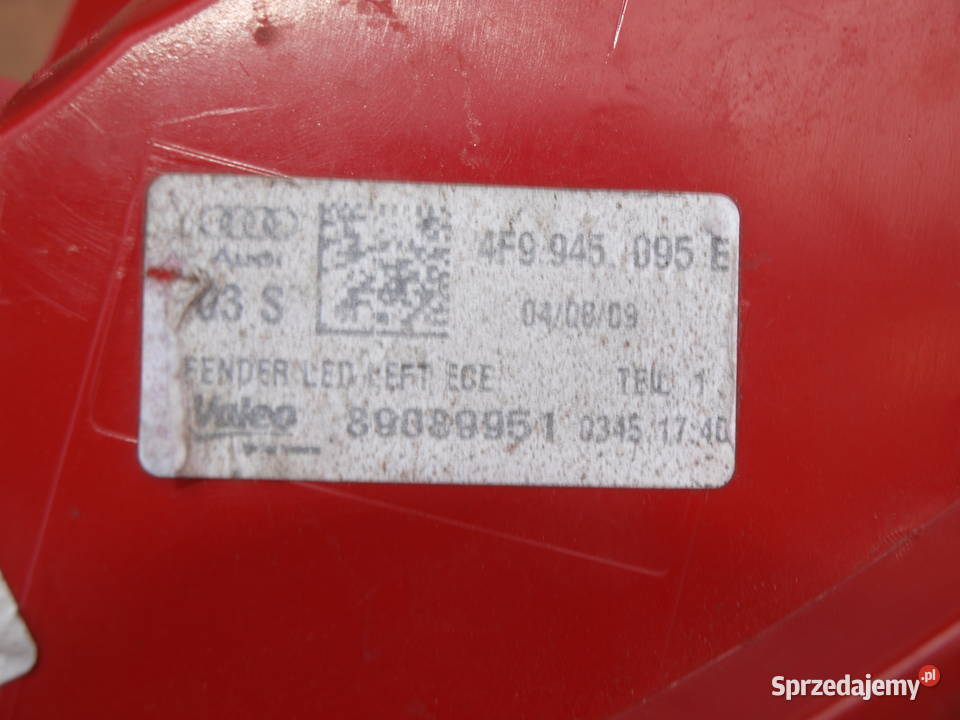 Audi
4F9 945 095 E
03 S
04/08/09
FENDER LED LEFT ECE
TEIL 1
Valeo
89089951
0345 17:40
Sprzedajemy.pl